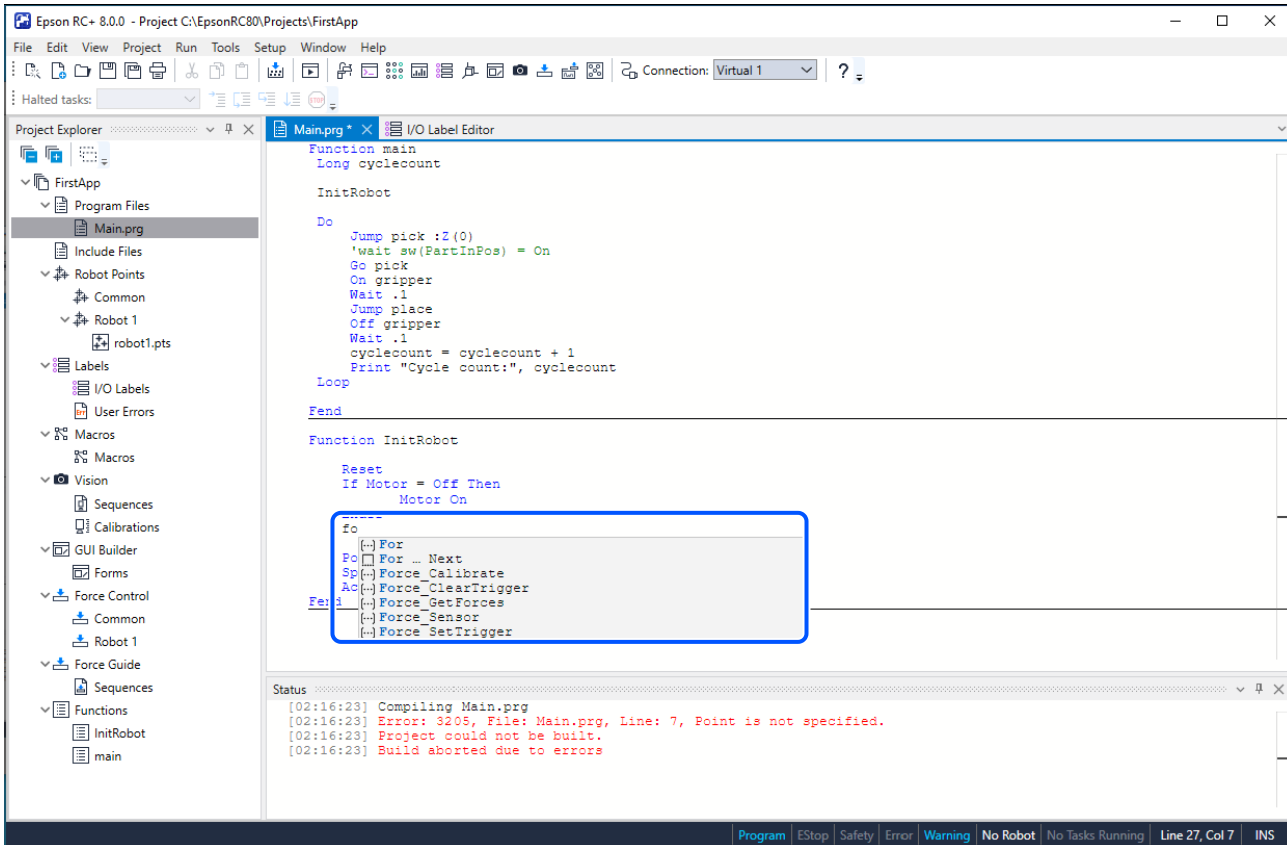 Epson RC+ 8.0.0 - Project C:\EpsonRC80\Projects\FirstApp
File Edit View Project Run Tools Setup Window Help
Connection: Virtual 1 ?
Halted tasks: STOP
Project Explorer
FirstApp
Program Files
Main.prg
Include Files
Robot Points
Common
Robot 1
robot1.pts
Labels
I/O Labels
Err User Errors
Macros
Macros
Vision
Sequences
Calibrations
GUI Builder
Forms
Force Control
Common
Robot 1
Force Guide
Sequences
Functions
InitRobot
main
Main.prg * I/O Label Editor
Function main
Long cyclecount
InitRobot
Do
Jump pick :Z(0)
'wait sw(PartInPos) = On
Go pick
On gripper
Wait .1
Jump place
Off gripper
Wait .1
cyclecount = cyclecount + 1
Print "Cycle count:", cyclecount
Loop
Fend
Function InitRobot
Reset
If Motor = Off Then
Motor On
fo
For
Po For … Next
Sp Force_Calibrate
Ac Force_ClearTrigger
Fend Force_GetForces
Force_Sensor
Force_SetTrigger
Status
[02:16:23] Compiling Main.prg
[02:16:23] Error: 3205, File: Main.prg, Line: 7, Point is not specified.
[02:16:23] Project could not be built.
[02:16:23] Build aborted due to errors
Program EStop Safety Error Warning No Robot No Tasks Running Line 27, Col 7 INS